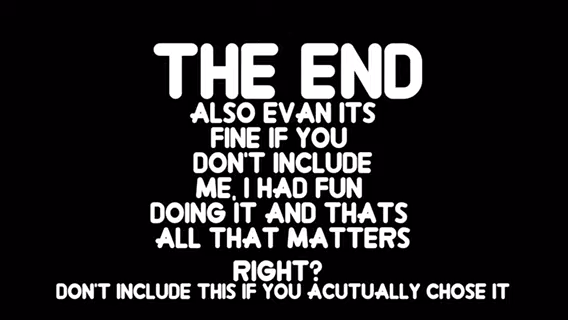 THE END
ALSO EVAN ITS
FINE IF YOU
DON'T INCLUDE
ME, I HAD FUN
DOING IT AND THATS
ALL THAT MATTERS
RIGHT?
DON'T INCLUDE THIS IF YOU ACUTUALLY CHOSE IT